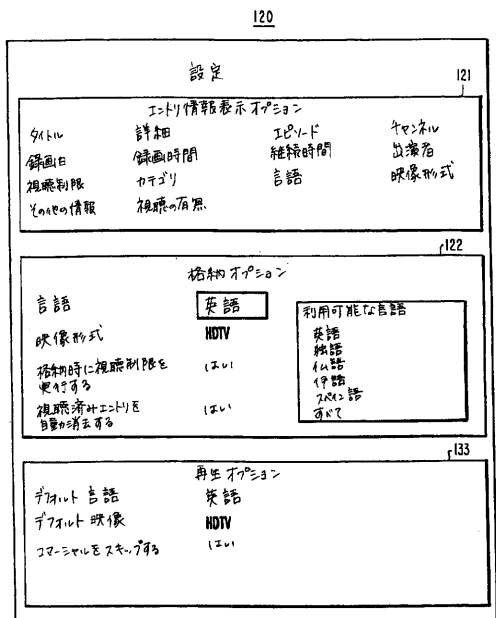 120
設定
121
エントリ情報表示オプション
タイトル 詳細 エピソード チャンネル
録画日 録画時間 継続時間 出演者
視聴制限 カテゴリ 言語 映像形式
その他の情報 視聴の有無
122
格納オプション
言語 英語
映像形式 HDTV
格納時に視聴制限を はい
実行する
視聴済みエントリを はい
自動消去する
利用可能な言語
英語
独語
仏語
伊語
スペイン語
すべて
133
再生オプション
デフォルト言語 英語
デフォルト映像 HDTV
コマーシャルをスキップする はい